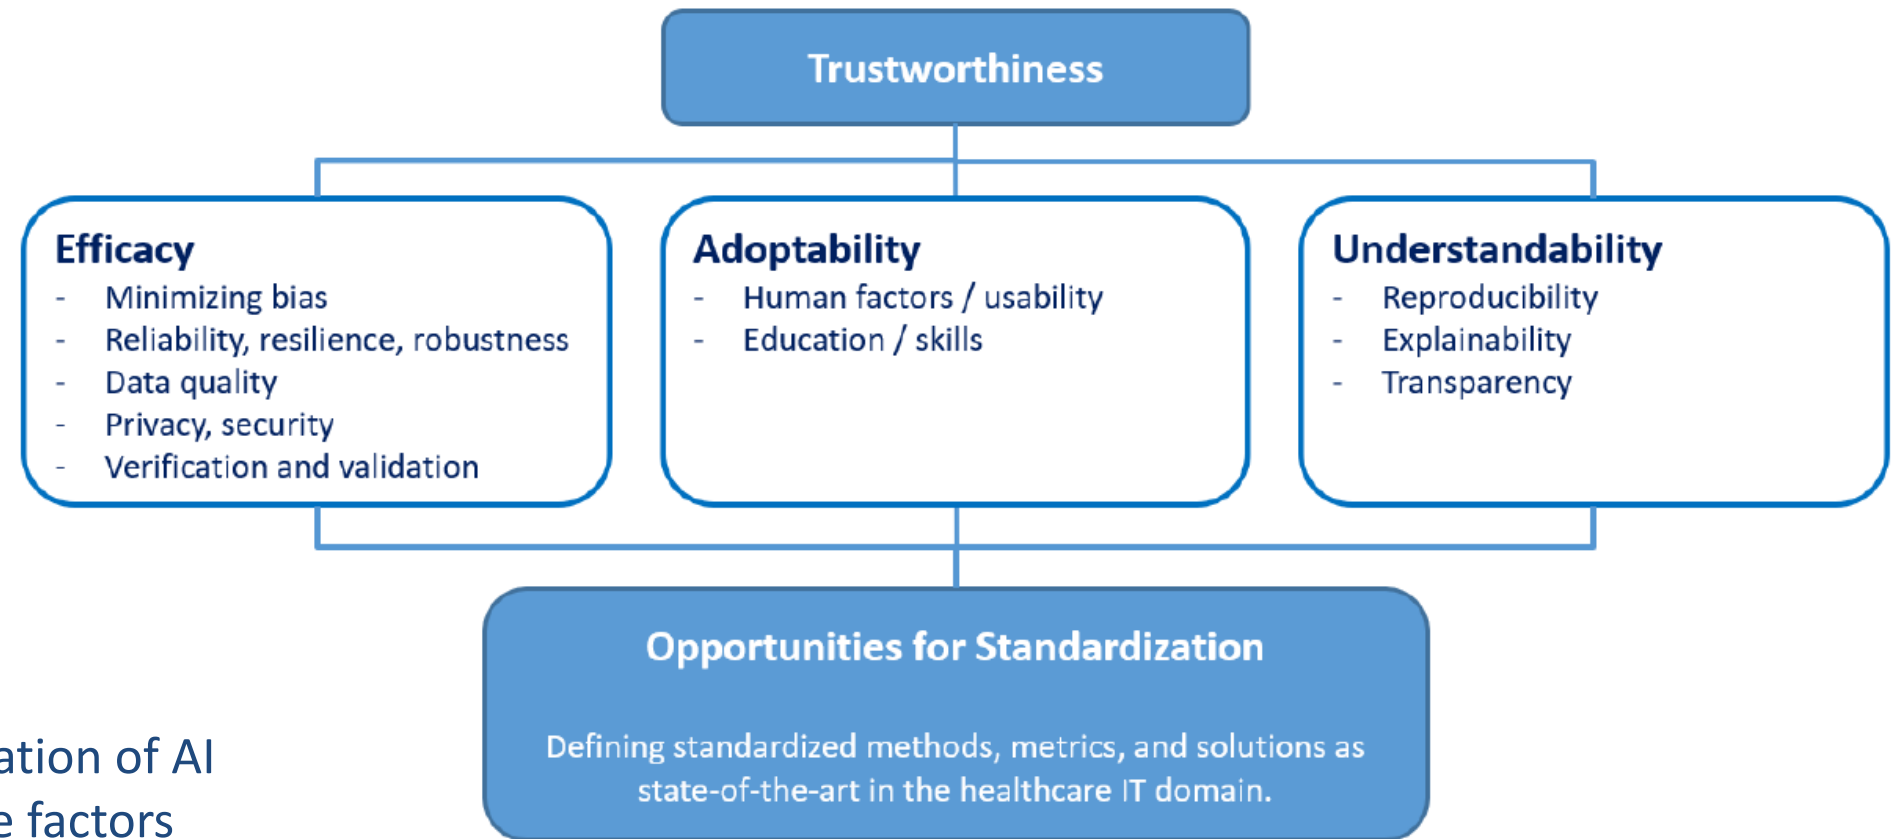 Trustworthiness
Efficacy
- Minimizing bias
- Reliability, resilience, robustness
- Data quality
- Privacy, security
- Verification and validation
Adoptability
- Human factors / usability
- Education / skills
Understandability
- Reproducibility
- Explainability
- Transparency
Opportunities for Standardization
Defining standardized methods, metrics, and solutions as
state-of-the-art in the healthcare IT domain.
of AI
factors